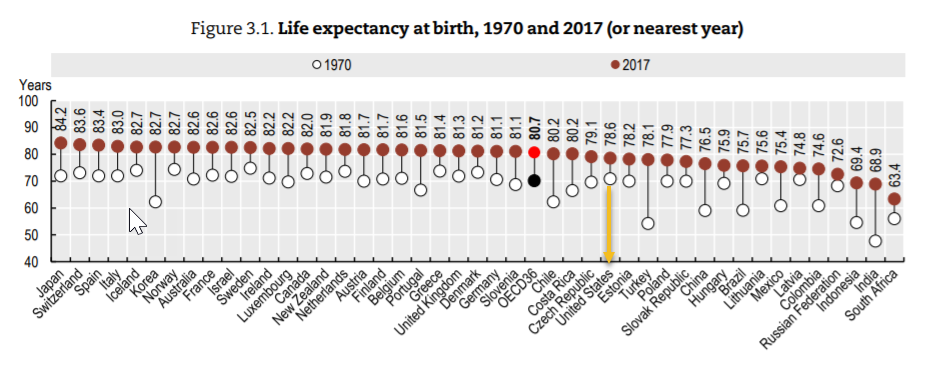 Figure 3.1. Life expectancy at birth, 1970 and 2017 (or nearest year)
1970 2017
Years
100
90
80
70
60
50
40
84.2 83.6 83.4 83.0 82.7 82.7 82.7 82.6 82.6 82.6 82.5 82.2 82.2 82.0 81.9 81.8 81.7 81.7 81.6 81.5 81.4 81.3 81.2 81.1 81.1 80.7 80.2 80.2 79.1 78.6 78.2 78.1 77.9 77.3 76.5 75.9 75.7 75.6 75.4 74.8 74.6 72.6 69.4 68.9 63.4
Japan
Switzerland
Spain
Italy
Iceland
Korea
Norway
Australia
France
Israel
Sweden
Ireland
Luxembourg
Canada
New Zealand
Netherlands
Austria
Finland
Belgium
Portugal
Greece
United Kingdom
Denmark
Germany
Slovenia
OECD36
Chile
Costa Rica
Czech Republic
United States
Estonia
Turkey
Poland
Slovak Republic
China
Hungary
Brazil
Lithuania
Mexico
Latvia
Colombia
Russian Federation
Indonesia
India
South Africa